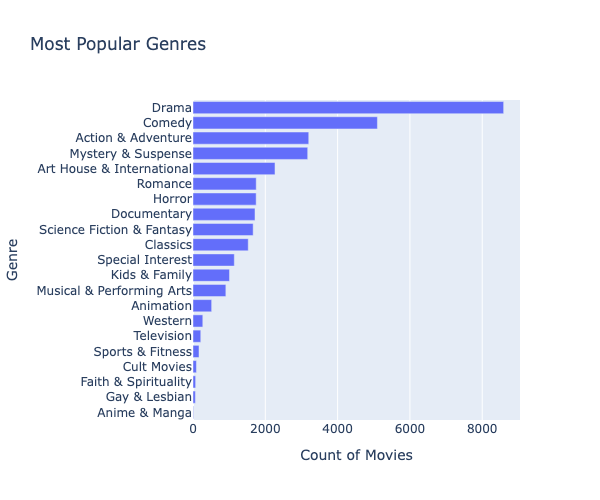 Most Popular Genres
Drama
Comedy
Action & Adventure
Mystery & Suspense
Art House & International
Romance
Horror
Documentary
Science Fiction & Fantasy
Classics
Special Interest
Kids & Family
Musical & Performing Arts
Animation
Western
Television
Sports & Fitness
Cult Movies
Faith & Spirituality
Gay & Lesbian
Anime & Manga
Genre
0 2000 4000 6000 8000
Count of Movies